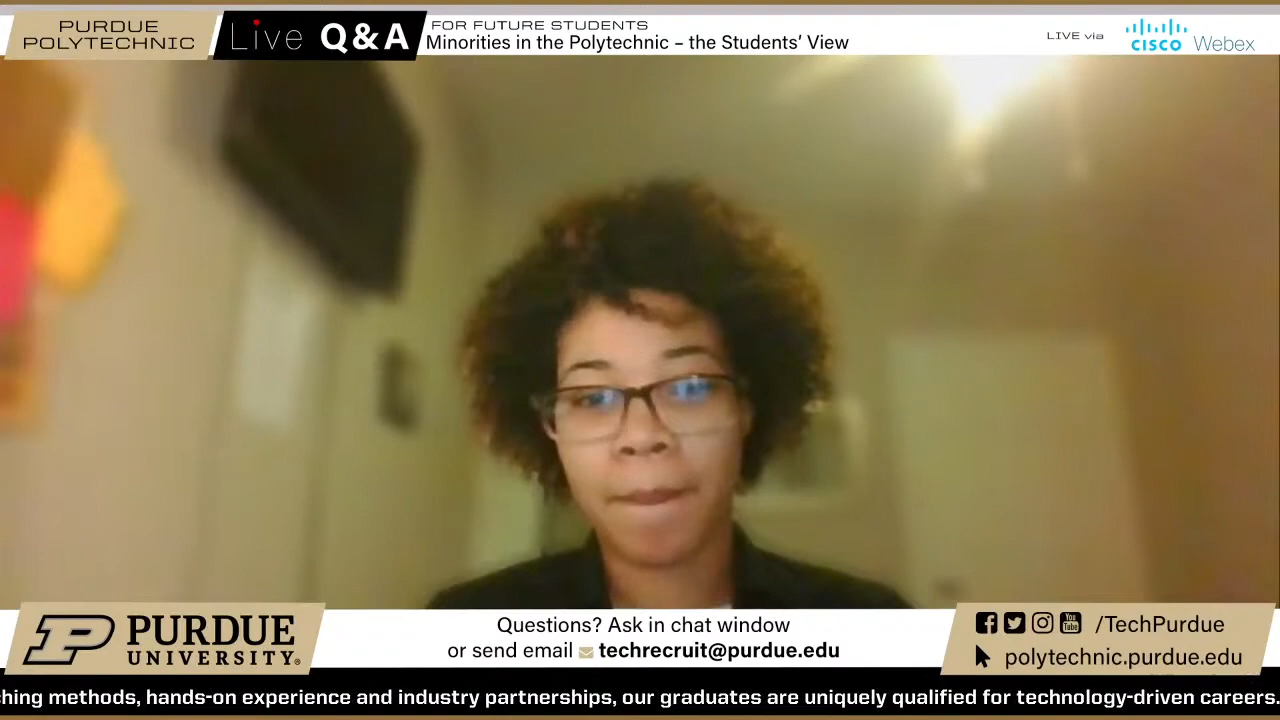 PURDUE
POLYTECHNIC
Live Q&A
FOR FUTURE STUDENTS
Minorities in the Polytechnic – the Students' View
LIVE via
CISCO Webex
P PURDUE
UNIVERSITY®
Questions? Ask in chat window
or send email techrecruit@purdue.edu
You Tube /TechPurdue
polytechnic.purdue.edu
methods, hands-on experience and industry partnerships, our graduates are uniquely qualified for technology-driven careers.